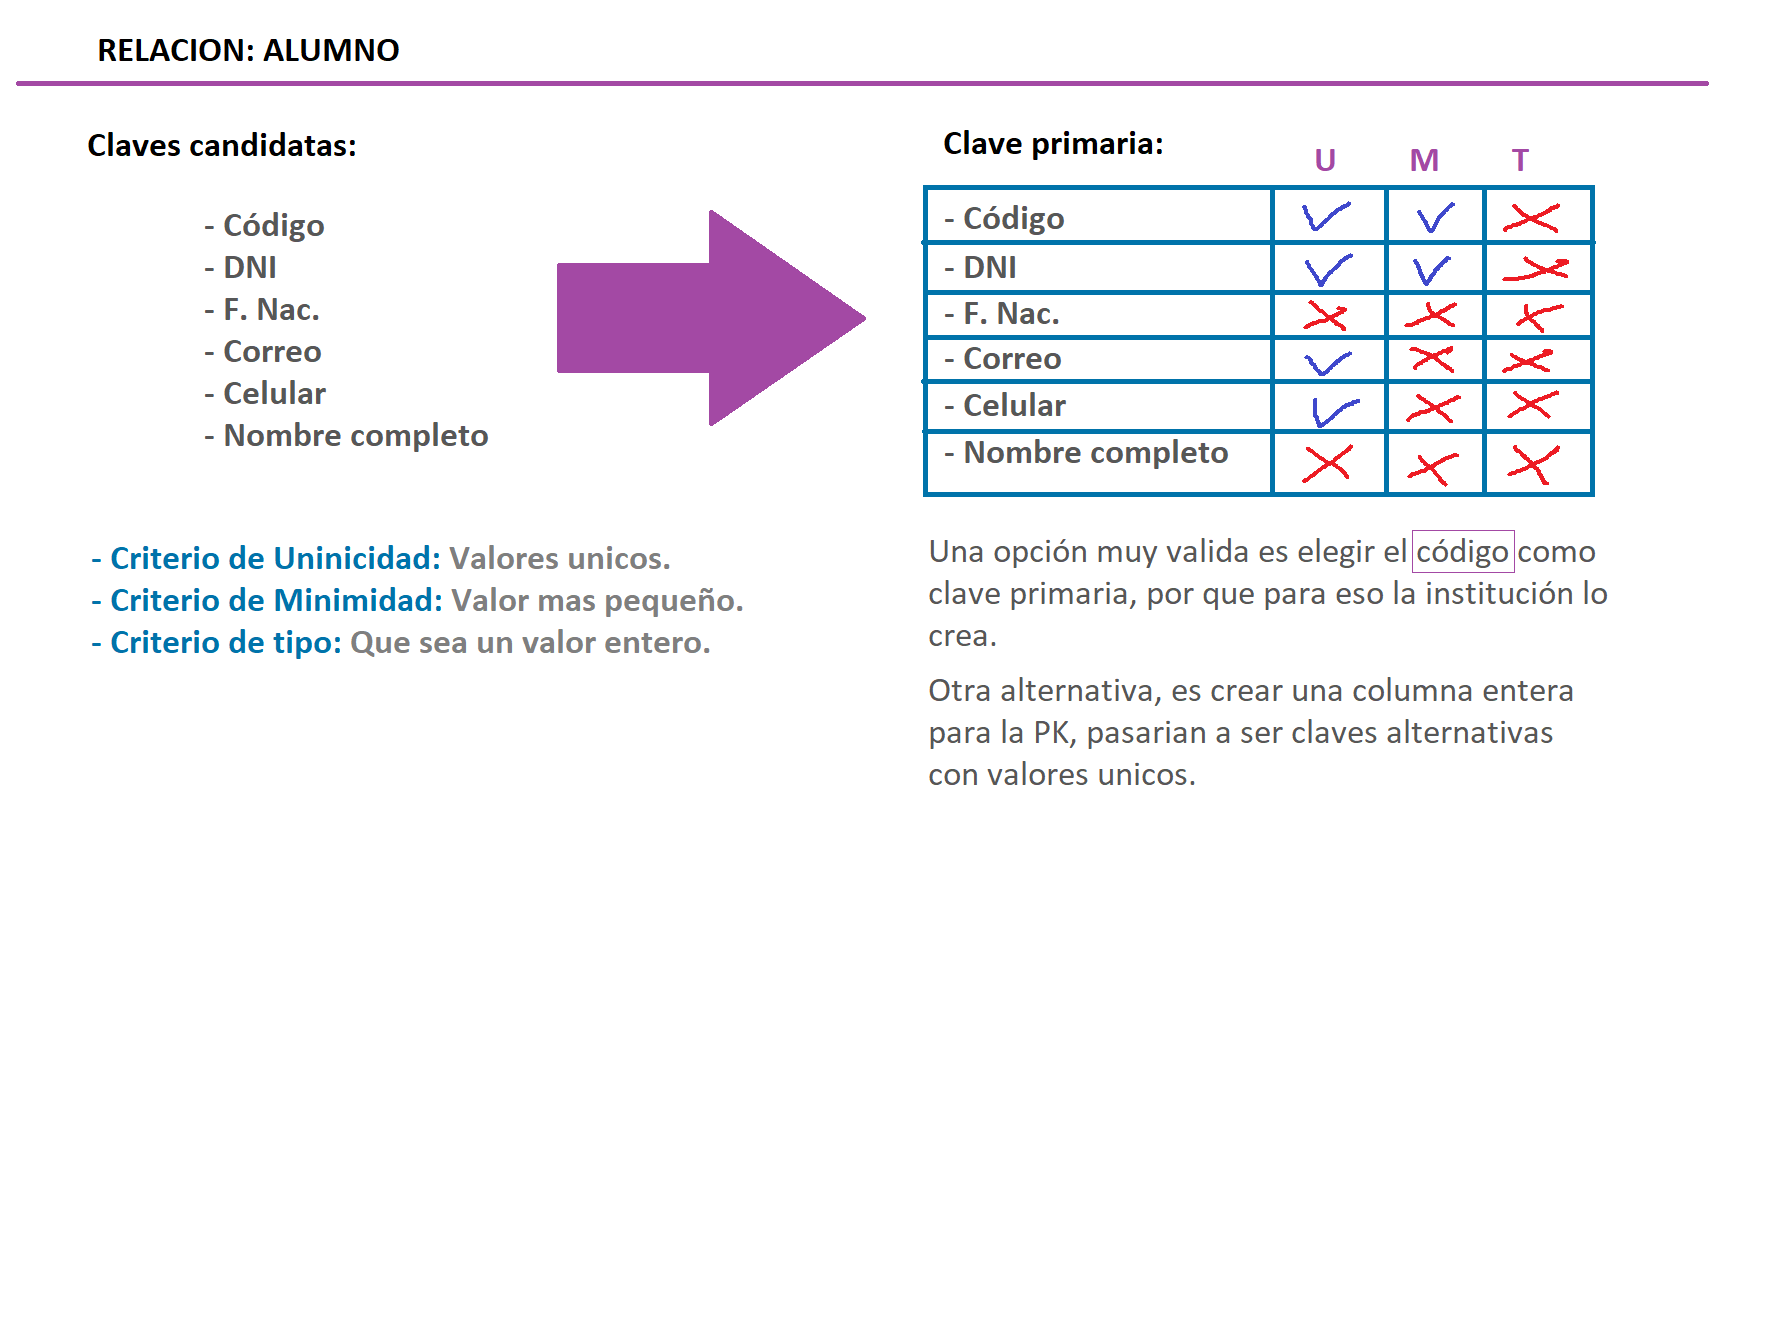 RELACION: ALUMNO
Claves candidatas:
- Código
- DNI
- F. Nac.
- Correo
- Celular
- Nombre completo
- Criterio de Uninicidad: Valores unicos.
- Criterio de Minimidad: Valor mas pequeño.
- Criterio de tipo: Que sea un valor entero.
Clave primaria:
U M T
- Código
- DNI
- F. Nac.
- Correo
- Celular
- Nombre completo
Una opción muy valida es elegir el código como
clave primaria, por que para eso la institución lo
crea.
Otra alternativa, es crear una columna entera
para la PK, pasarian a ser claves alternativas
con valores unicos.